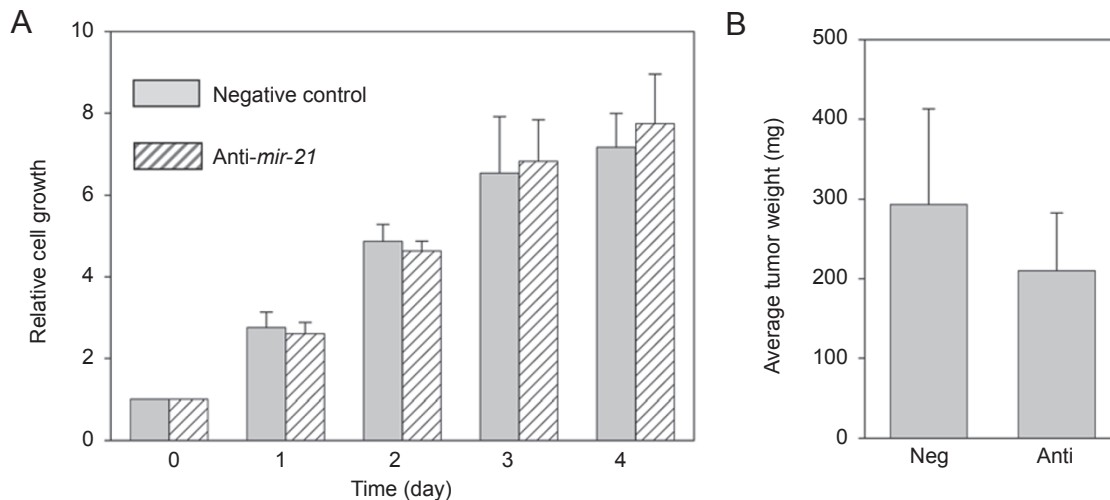 A
Relative cell growth
10
8
6
4
2
0
Negative control
Anti-mir-21
0 1 2 3 4
Time (day)
B
Average tumor weight (mg)
500
400
300
200
100
0
Neg Anti